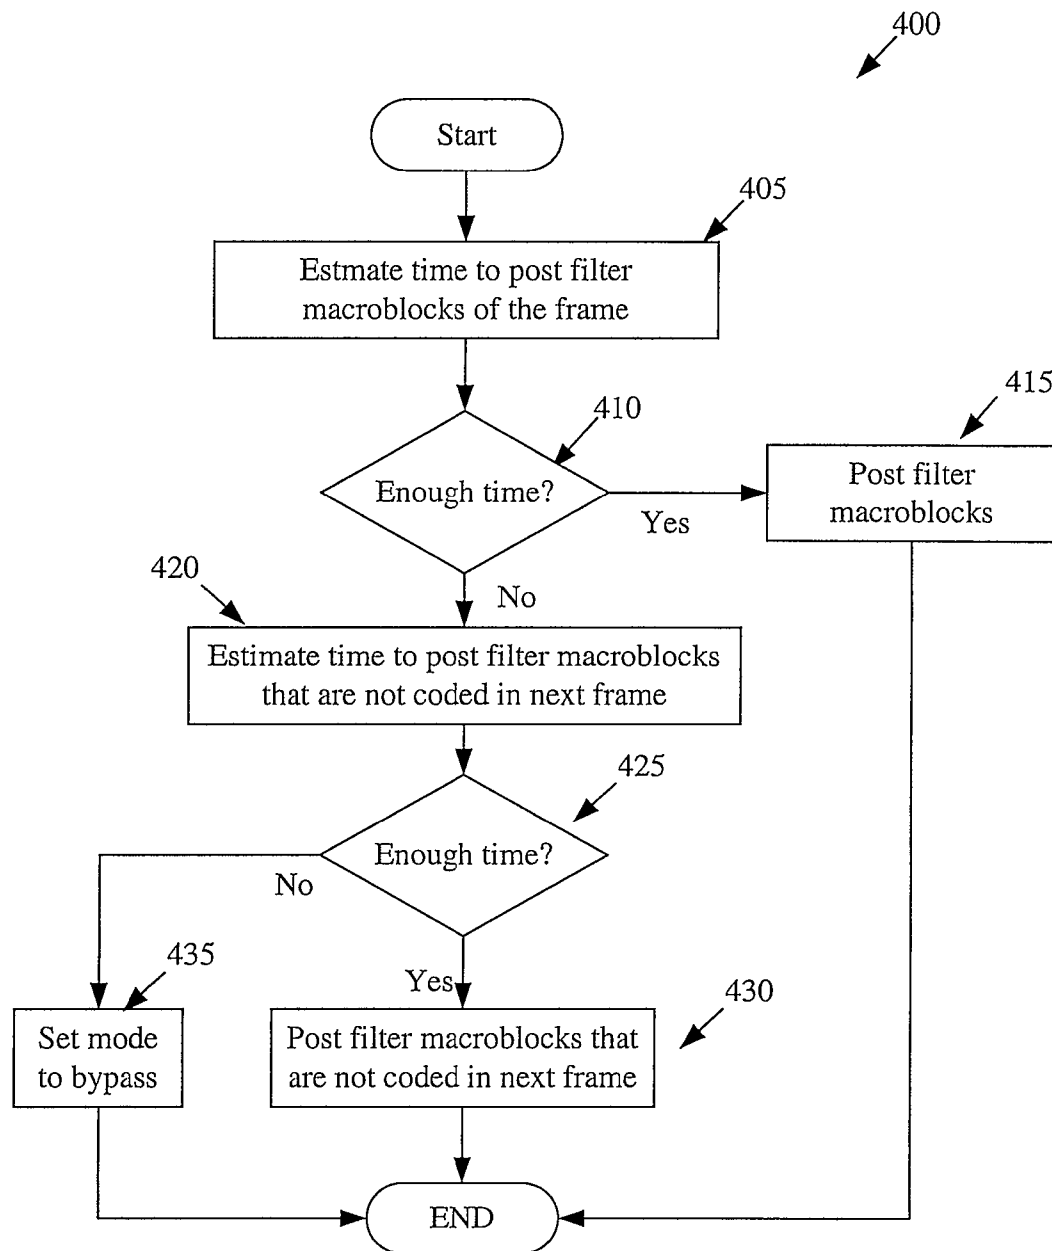 400
Start
405
Estmate time to post filter
macroblocks of the frame
410
Enough time?
Yes
415
Post filter
macroblocks
No
420
Estimate time to post filter macroblocks
that are not coded in next frame
425
Enough time?
No
Yes
435
Set mode
to bypass
430
Post filter macroblocks that
are not coded in next frame
END